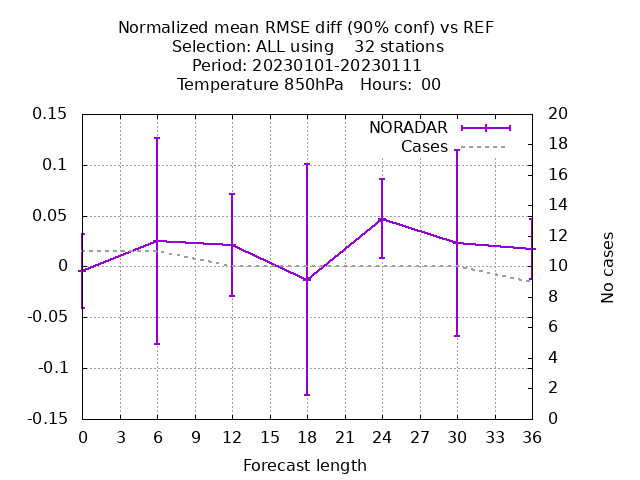 Normalized mean RMSE diff (90% conf) vs REF
Selection: ALL using    32 stations
Period: 20230101-20230111
Temperature 850hPa   Hours:  00
NORADAR
Cases
0.15
0.1
0.05
0
-0.05
-0.1
-0.15
20
18
16
14
12
10
8
6
4
2
0
No cases
0 3 6 9 12 15 18 21 24 27 30 33 36
Forecast length